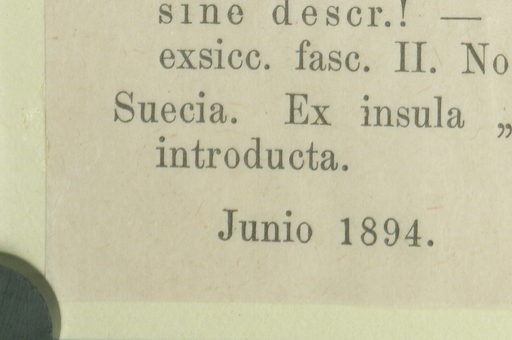 sine descr.! —
exsicc. fasc. II. No
Suecia. Ex insula „
introducta.
Junio 1894.